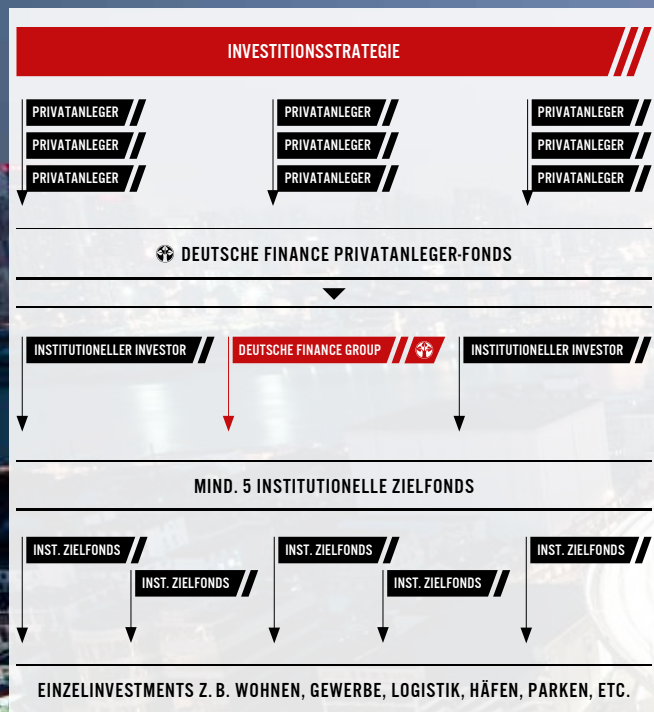 INVESTITIONSSTRATEGIE
PRIVATANLEGER PRIVATANLEGER PRIVATANLEGER
PRIVATANLEGER PRIVATANLEGER PRIVATANLEGER
PRIVATANLEGER PRIVATANLEGER PRIVATANLEGER
DEUTSCHE FINANCE PRIVATANLEGER-FONDS
INSTITUTIONELLER INVESTOR DEUTSCHE FINANCE GROUP INSTITUTIONELLER INVESTOR
MIND. 5 INSTITUTIONELLE ZIELFONDS
INST. ZIELFONDS INST. ZIELFONDS INST. ZIELFONDS
INST. ZIELFONDS INST. ZIELFONDS
EINZELINVESTMENTS Z. B. WOHNEN, GEWERBE, LOGISTIK, HÄFEN, PARKEN, ETC.